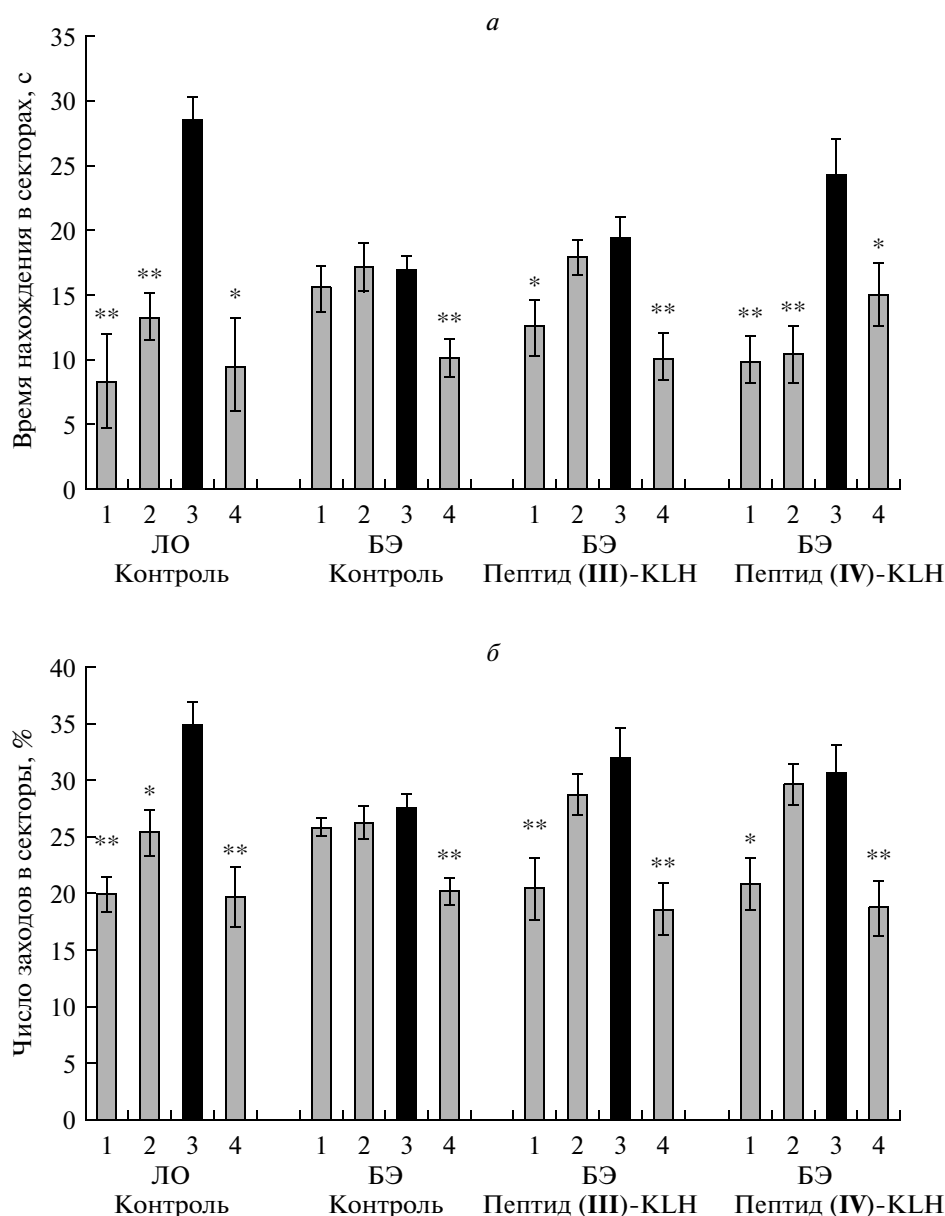 а
Время нахождения в секторах, с
35
30
25
20
15
10
5
0
** ** * ** * ** ** ** *
1 2 3 4 1 2 3 4 1 2 3 4 1 2 3 4
ЛО БЭ БЭ БЭ
Контроль Контроль Пептид (III)-KLH Пептид (IV)-KLH
б
Число заходов в секторы, %
40
35
30
25
20
15
10
5
0
** * ** ** ** ** * **
1 2 3 4 1 2 3 4 1 2 3 4 1 2 3 4
ЛО БЭ БЭ БЭ
Контроль Контроль Пептид (III)-KLH Пептид (IV)-KLH